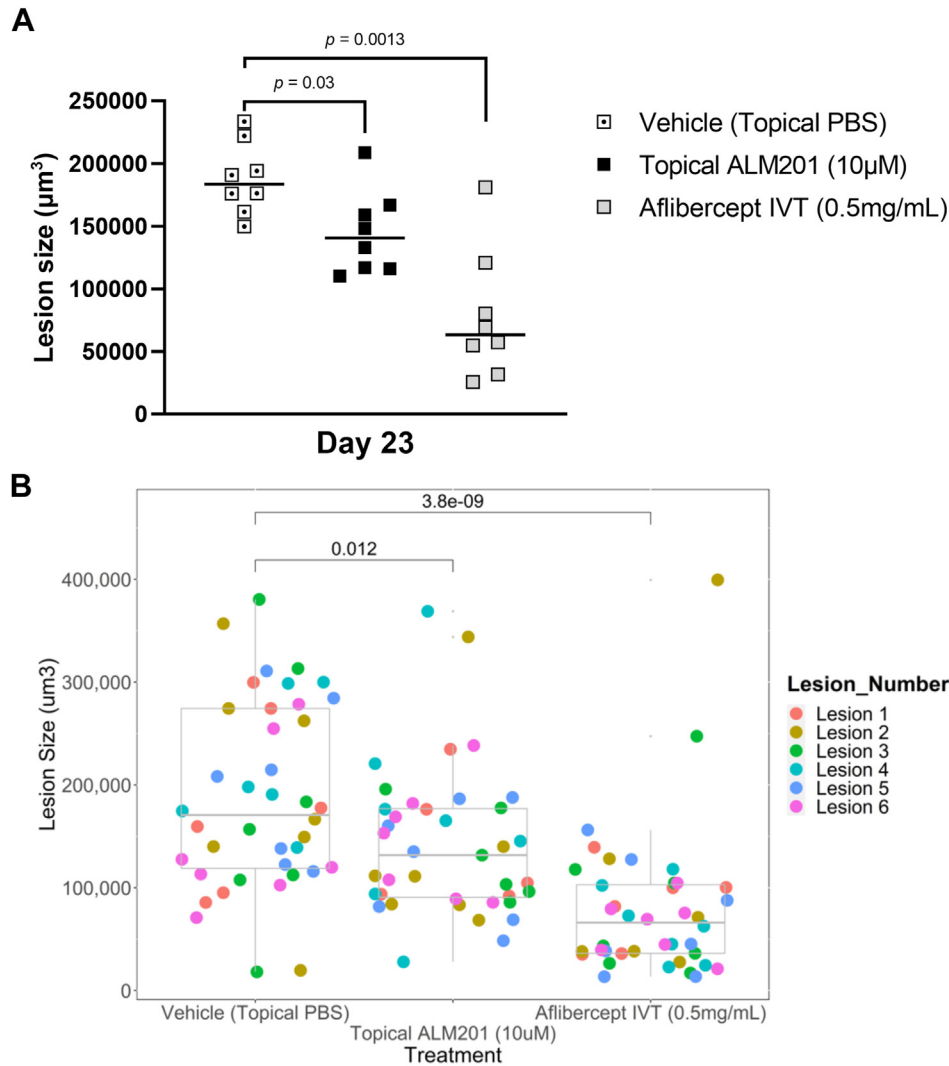 A
p = 0.0013
p = 0.03
250000
200000
150000
100000
50000
0
Lesion size (µm³)
Day 23
Vehicle (Topical PBS)
Topical ALM201 (10µM)
Aflibercept IVT (0.5mg/mL)
B
3.8e-09
0.012
400,000
300,000
200,000
100,000
0
Lesion Size (um3)
Vehicle (Topical PBS)
Topical ALM201 (10uM)
Aflibercept IVT (0.5mg/mL)
Treatment
Lesion_Number
Lesion 1
Lesion 2
Lesion 3
Lesion 4
Lesion 5
Lesion 6